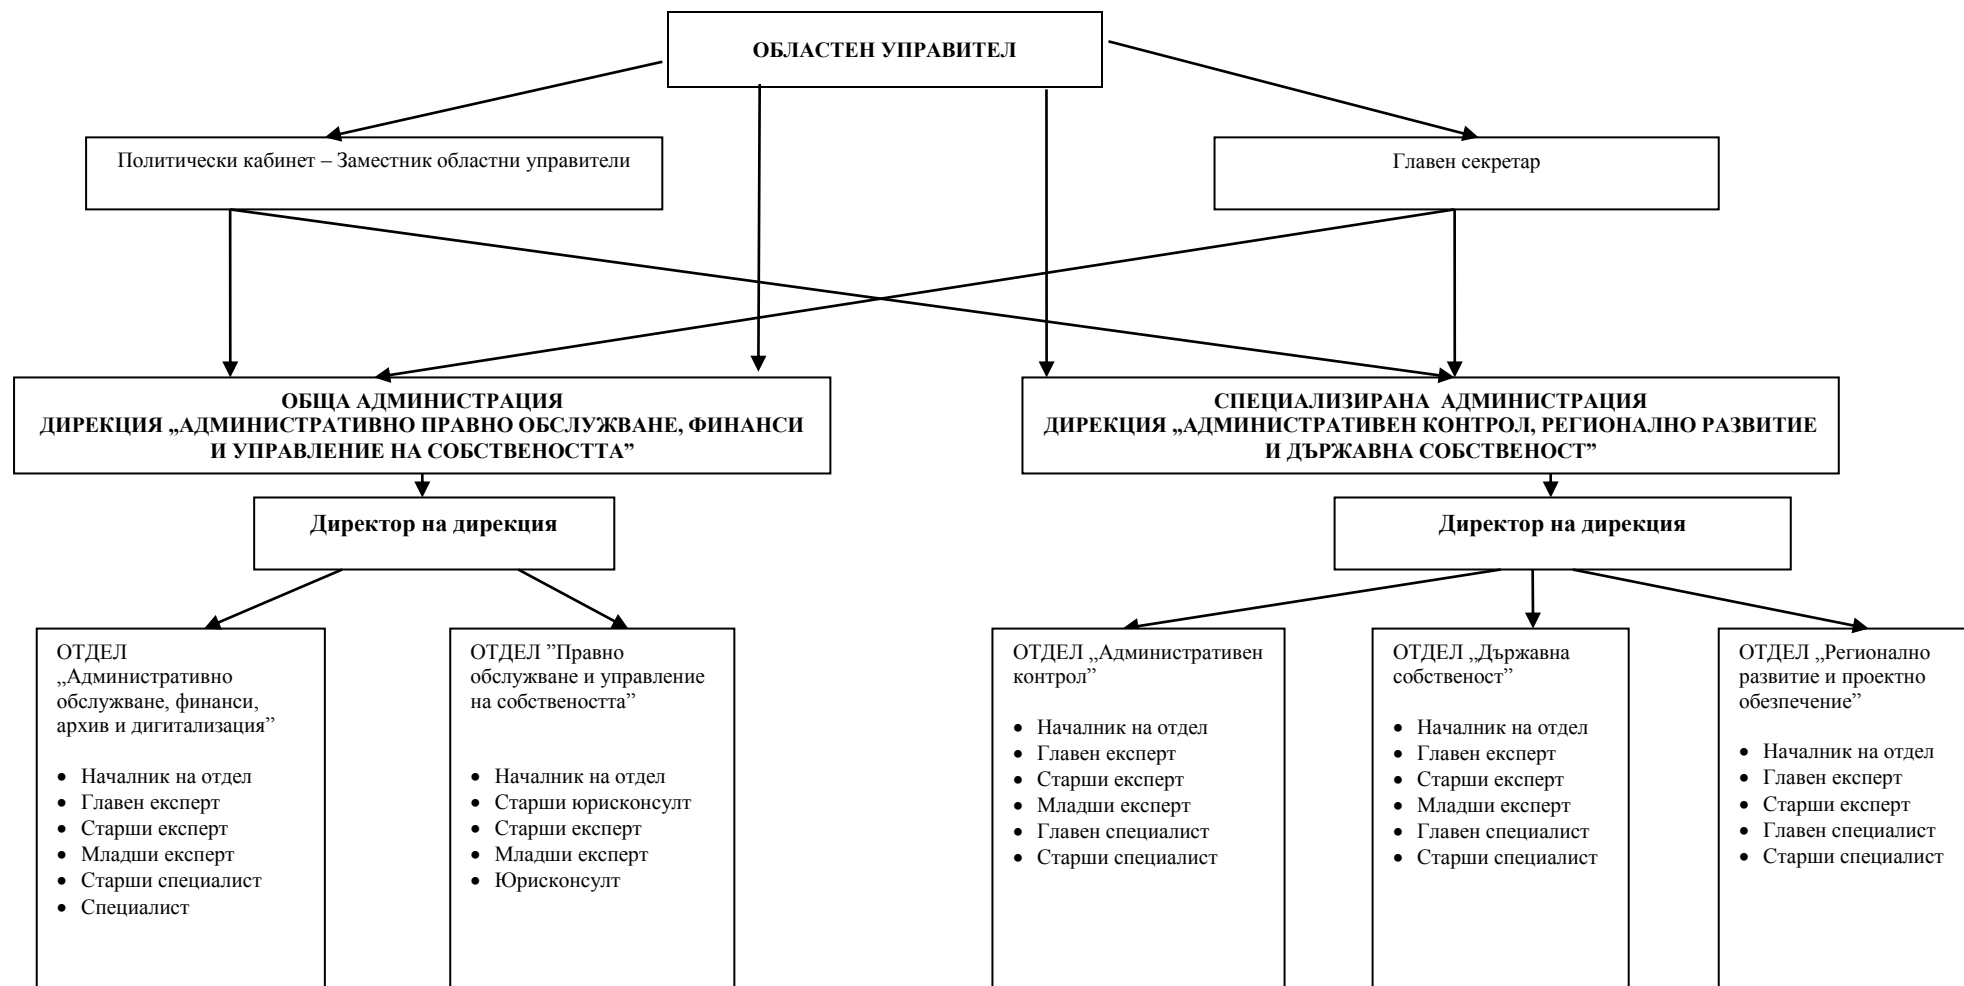 ОБЛАСТЕН УПРАВИТЕЛ
Политически кабинет – Заместник областни управители
Главен секретар
ОБЩА АДМИНИСТРАЦИЯ
ДИРЕКЦИЯ „АДМИНИСТРАТИВНО ПРАВНО ОБСЛУЖВАНЕ, ФИНАНСИ
И УПРАВЛЕНИЕ НА СОБСТВЕНОСТТА”
СПЕЦИАЛИЗИРАНА АДМИНИСТРАЦИЯ
ДИРЕКЦИЯ „АДМИНИСТРАТИВЕН КОНТРОЛ, РЕГИОНАЛНО РАЗВИТИЕ
И ДЪРЖАВНА СОБСТВЕНОСТ”
Директор на дирекция
Директор на дирекция
ОТДЕЛ
„Административно
обслужване, финанси,
архив и дигитализация”
• Началник на отдел
• Главен експерт
• Старши експерт
• Младши експерт
• Старши специалист
• Специалист
ОТДЕЛ ”Правно
обслужване и управление
на собствеността”
• Началник на отдел
• Старши юрисконсулт
• Старши експерт
• Младши експерт
• Юрисконсулт
ОТДЕЛ „Административен
контрол”
• Началник на отдел
• Главен експерт
• Старши експерт
• Младши експерт
• Главен специалист
• Старши специалист
ОТДЕЛ „Държавна
собственост”
• Началник на отдел
• Главен експерт
• Старши експерт
• Младши експерт
• Главен специалист
• Старши специалист
ОТДЕЛ „Регионално
развитие и проектно
обезпечение”
• Началник на отдел
• Главен експерт
• Старши експерт
• Главен специалист
• Старши специалист